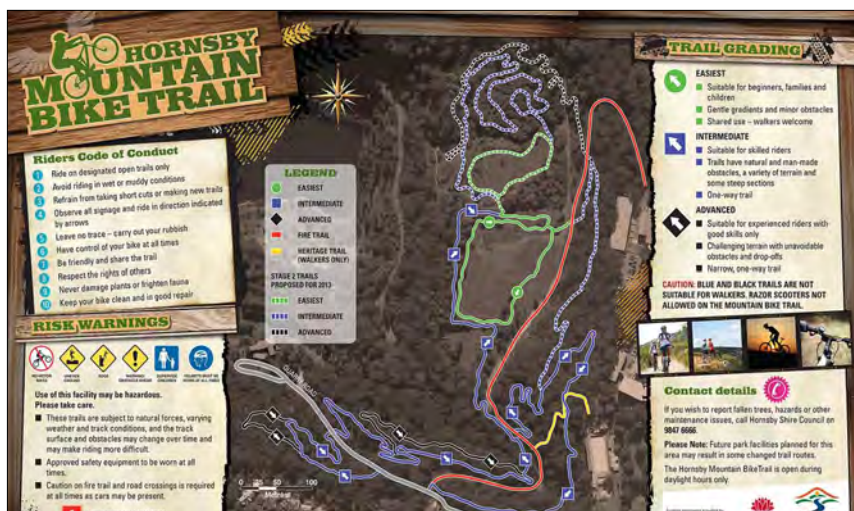 HORNSBY
MOUNTAIN
BIKE TRAIL
Riders Code of Conduct
1 Ride on designated open trails only
2 Avoid riding in wet or muddy conditions
3 Refrain from taking short cuts or making new trails
4 Observe all signage and ride in direction indicated
by arrows
5 Leave no trace – carry out your rubbish
6 Have control of your bike at all times
7 Be friendly and share the trail
8 Respect the rights of others
9 Never damage plants or frighten fauna
10 Keep your bike clean and in good repair
RISK WARNINGS
Use of this facility may be hazardous.
Please take care.
These trails are subject to natural forces, varying
weather and track conditions, and the track
surface and obstacles may change over time and
may make riding more difficult.
Approved safety equipment to be worn at all
times.
Caution on fire trail and road crossings is required
at all times as cars may be present.
LEGEND
EASIEST
INTERMEDIATE
ADVANCED
FIRE TRAIL
HERITAGE TRAIL
(WALKERS ONLY)
STAGE 2 TRAILS
PROPOSED FOR 2013
EASIEST
INTERMEDIATE
ADVANCED
QUARRY ROAD
0 25 50 100
Metres
TRAIL GRADING
EASIEST
Suitable for beginners, families and
children
Gentle gradients and minor obstacles
Shared use – walkers welcome
INTERMEDIATE
Suitable for skilled riders
Trails have natural and man-made
obstacles, a variety of terrain and
some steep sections
One-way trail
ADVANCED
Suitable for experienced riders with
good skills only
Challenging terrain with unavoidable
obstacles and drop-offs
Narrow, one-way trail
CAUTION: BLUE AND BLACK TRAILS ARE NOT
SUITABLE FOR WALKERS. RAZOR SCOOTERS NOT
ALLOWED ON THE MOUNTAIN BIKE TRAIL.
Contact details
If you wish to report fallen trees, hazards or other
maintenance issues, call Hornsby Shire Council on
9847 6666.
Please Note: Future park facilities planned for this
area may result in some changed trail routes.
The Hornsby Mountain BikeTrail is open during
daylight hours only.